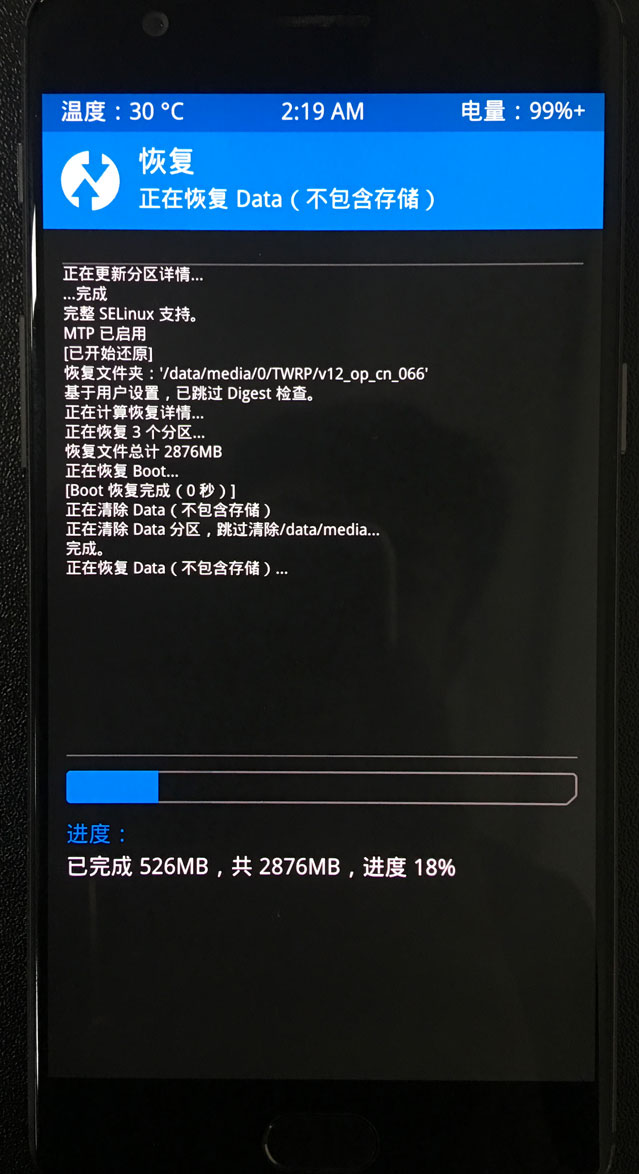 温度：30 °C 2:19 AM 电量：99%+
恢复
正在恢复 Data（不包含存储）
正在更新分区详情...
...完成
完整 SELinux 支持。
MTP 已启用
[已开始还原]
恢复文件夹：'/data/media/0/TWRP/v12_op_cn_066'
基于用户设置，已跳过 Digest 检查。
正在计算恢复详情...
正在恢复 3 个分区...
恢复文件总计 2876MB
正在恢复 Boot...
[Boot 恢复完成（0 秒）]
正在清除 Data（不包含存储）
正在清除 Data 分区，跳过清除/data/media...
完成。
正在恢复 Data（不包含存储）...
进度：
已完成 526MB，共 2876MB，进度 18%